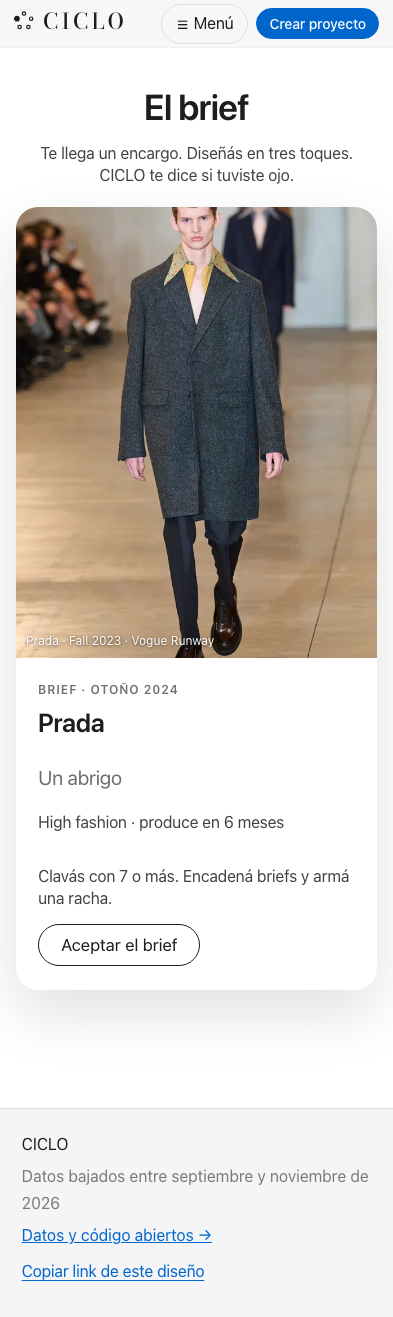 CICLO
≡ Menú
Crear proyecto
El brief
Te llega un encargo. Diseñás en tres toques.
CICLO te dice si tuviste ojo.
Prada · Fall 2023 · Vogue Runway
BRIEF · OTOÑO 2024
Prada
Un abrigo
High fashion · produce en 6 meses
Clavás con 7 o más. Encadená briefs y armá
una racha.
Aceptar el brief
CICLO
Datos bajados entre septiembre y noviembre de
2026
Datos y código abiertos →
Copiar link de este diseño